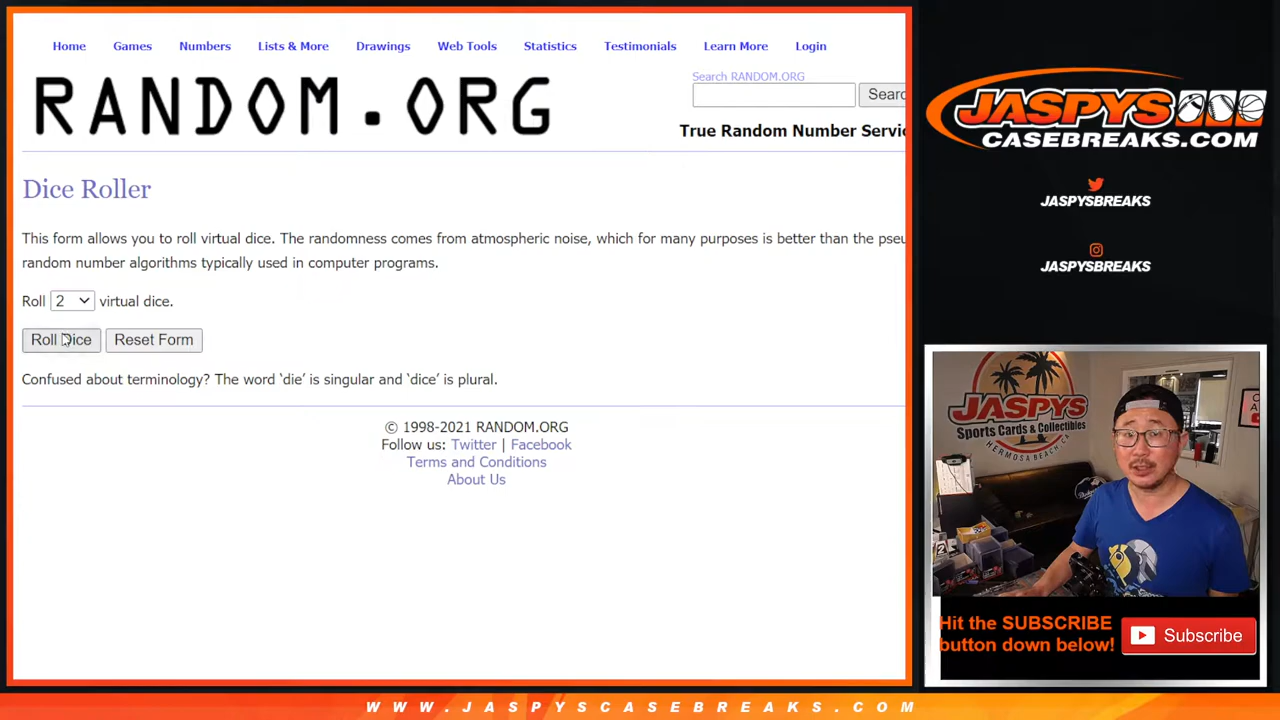 Home Games Numbers Lists & More Drawings Web Tools Statistics Testimonials Learn More Login
RANDOM.ORG
Search RANDOM.ORG
Searc
True Random Number Servic
Dice Roller
This form allows you to roll virtual dice. The randomness comes from atmospheric noise, which for many purposes is better than the pseu
random number algorithms typically used in computer programs.
Roll 2 virtual dice.
Roll Dice Reset Form
Confused about terminology? The word ‘die’ is singular and ‘dice’ is plural.
© 1998-2021 RANDOM.ORG
Follow us: Twitter | Facebook
Terms and Conditions
About Us
JASPYS
CASEBREAKS.COM
JASPYSBREAKS
JASPYSBREAKS
JASPYS
Sports Cards & Collectibles
HERMOSA BEACH, CA
Hit the SUBSCRIBE
button down below!
Subscribe
WWW.JASPYSCASEBREAKS.COM